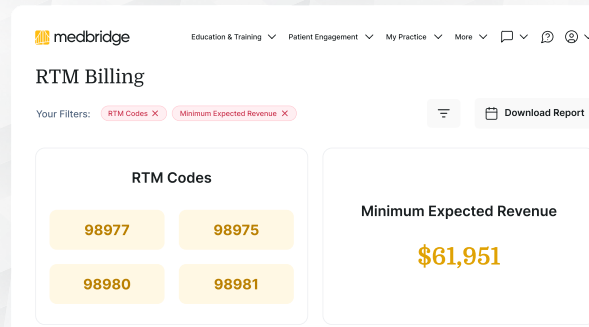 medbridge
Education & Training Patient Engagement My Practice More
RTM Billing
Your Filters: RTM Codes Minimum Expected Revenue
Download Report
RTM Codes
98977 98975
98980 98981
Minimum Expected Revenue
$61,951